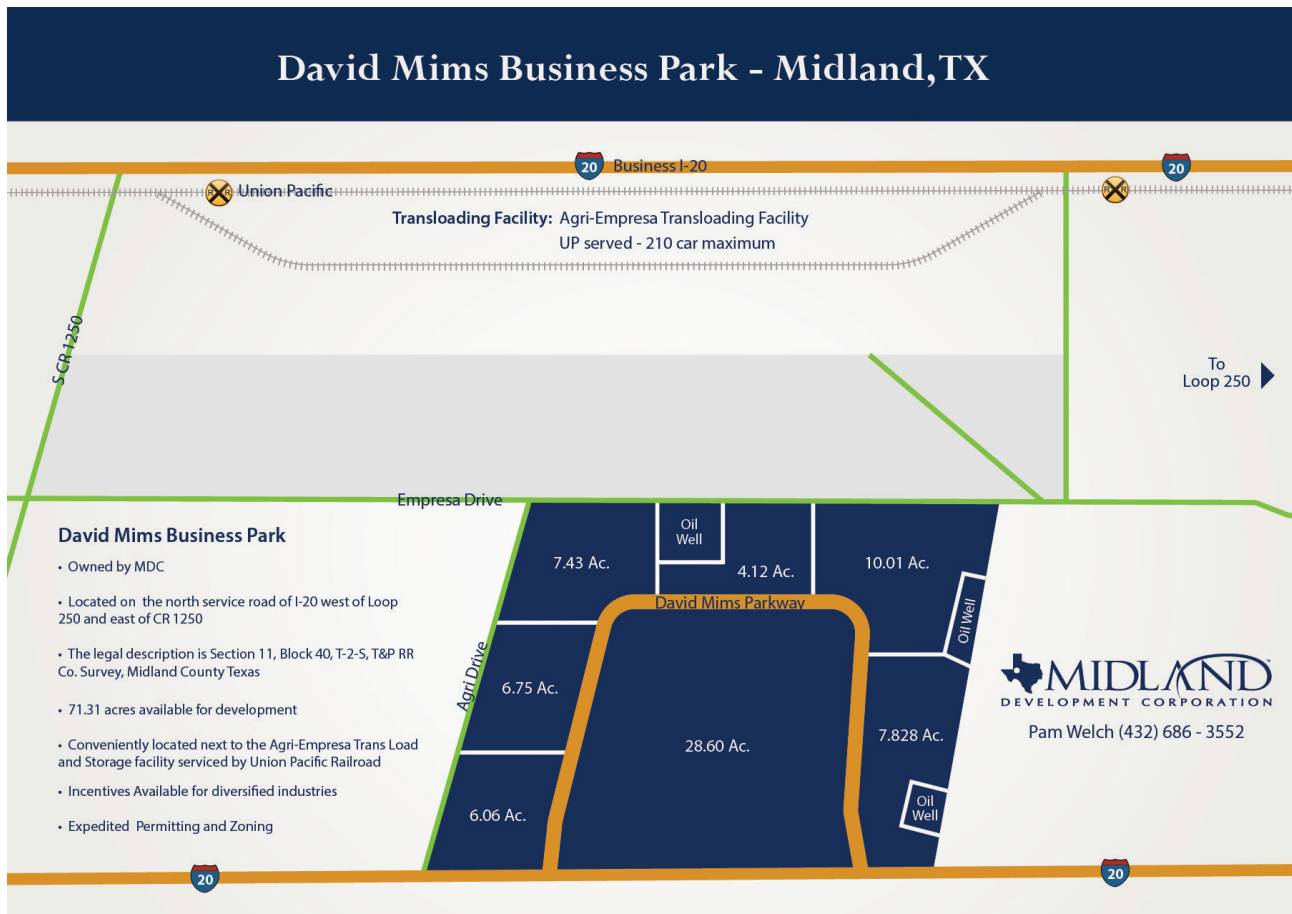 David Mims Business Park - Midland,TX
20
Business I-20
20
R R
Union Pacific
R R
Transloading Facility: Agri-Empresa Transloading Facility
UP served - 210 car maximum
S CR 1250
To
Loop 250
Empresa Drive
David Mims Business Park
• Owned by MDC
• Located on the north service road of I-20 west of Loop
250 and east of CR 1250
• The legal description is Section 11, Block 40, T-2-S, T&P RR
Co. Survey, Midland County Texas
• 71.31 acres available for development
• Conveniently located next to the Agri-Empresa Trans Load
and Storage facility serviced by Union Pacific Railroad
• Incentives Available for diversified industries
• Expedited Permitting and Zoning
Agri Drive
7.43 Ac.
Oil
Well
4.12 Ac.
10.01 Ac.
Oil Well
David Mims Parkway
6.75 Ac.
28.60 Ac.
7.828 Ac.
6.06 Ac.
Oil
Well
MIDLAND
DEVELOPMENT CORPORATION
Pam Welch (432) 686 - 3552
20
20